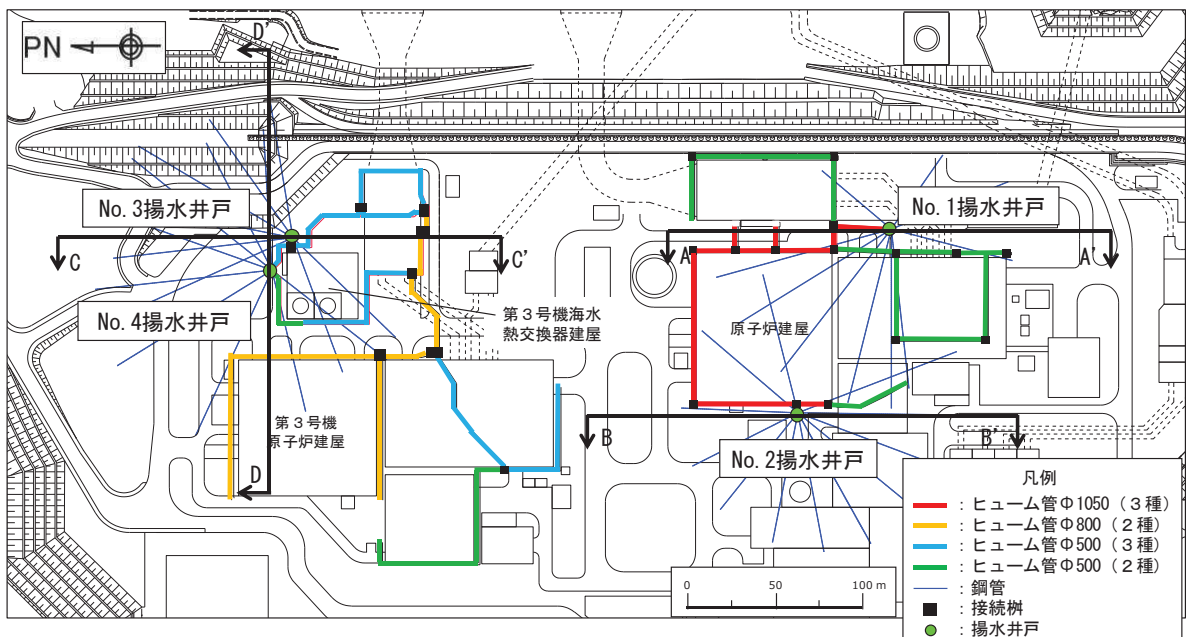 PN
D'
No. 3揚水井戸
No. 1揚水井戸
C
C'
A
A'
No. 4揚水井戸
第３号機海水
熱交換器建屋
原子炉建屋
第３号機
原子炉建屋
D
B
B'
No. 2揚水井戸
凡例
：ヒューム管Φ1050（３種）
：ヒューム管Φ800（２種）
：ヒューム管Φ500（３種）
：ヒューム管Φ500（２種）
：鋼管
：接続桝
：揚水井戸
0 50 100 m